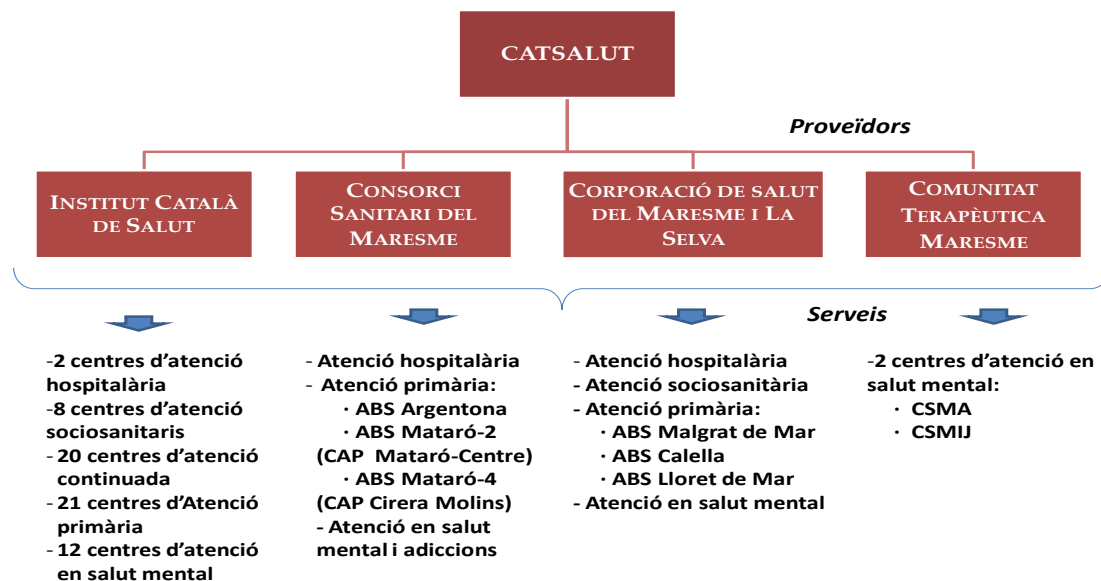 CATSALUT
Proveïdors
INSTITUT CATALÀ
DE SALUT
CONSORCI
SANITARI DEL
MARESME
CORPORACIÓ DE SALUT
DEL MARESME I LA
SELVA
COMUNITAT
TERAPÈUTICA
MARESME
Serveis
-2 centres d'atenció
hospitalària
-8 centres d'atenció
sociosanitaris
- 20 centres d'atenció
continuada
- 21 centres d'Atenció
primària
- 12 centres d'atenció
en salut mental
- Atenció hospitalària
- Atenció primària:
· ABS Argentona
· ABS Mataró-2
(CAP Mataró-Centre)
· ABS Mataró-4
(CAP Cirera Molins)
- Atenció en salut
mental i adiccions
- Atenció hospitalària
- Atenció sociosanitària
- Atenció primària:
· ABS Malgrat de Mar
· ABS Calella
· ABS Lloret de Mar
- Atenció en salut mental
-2 centres d'atenció en
salut mental:
· CSMA
· CSMIJ